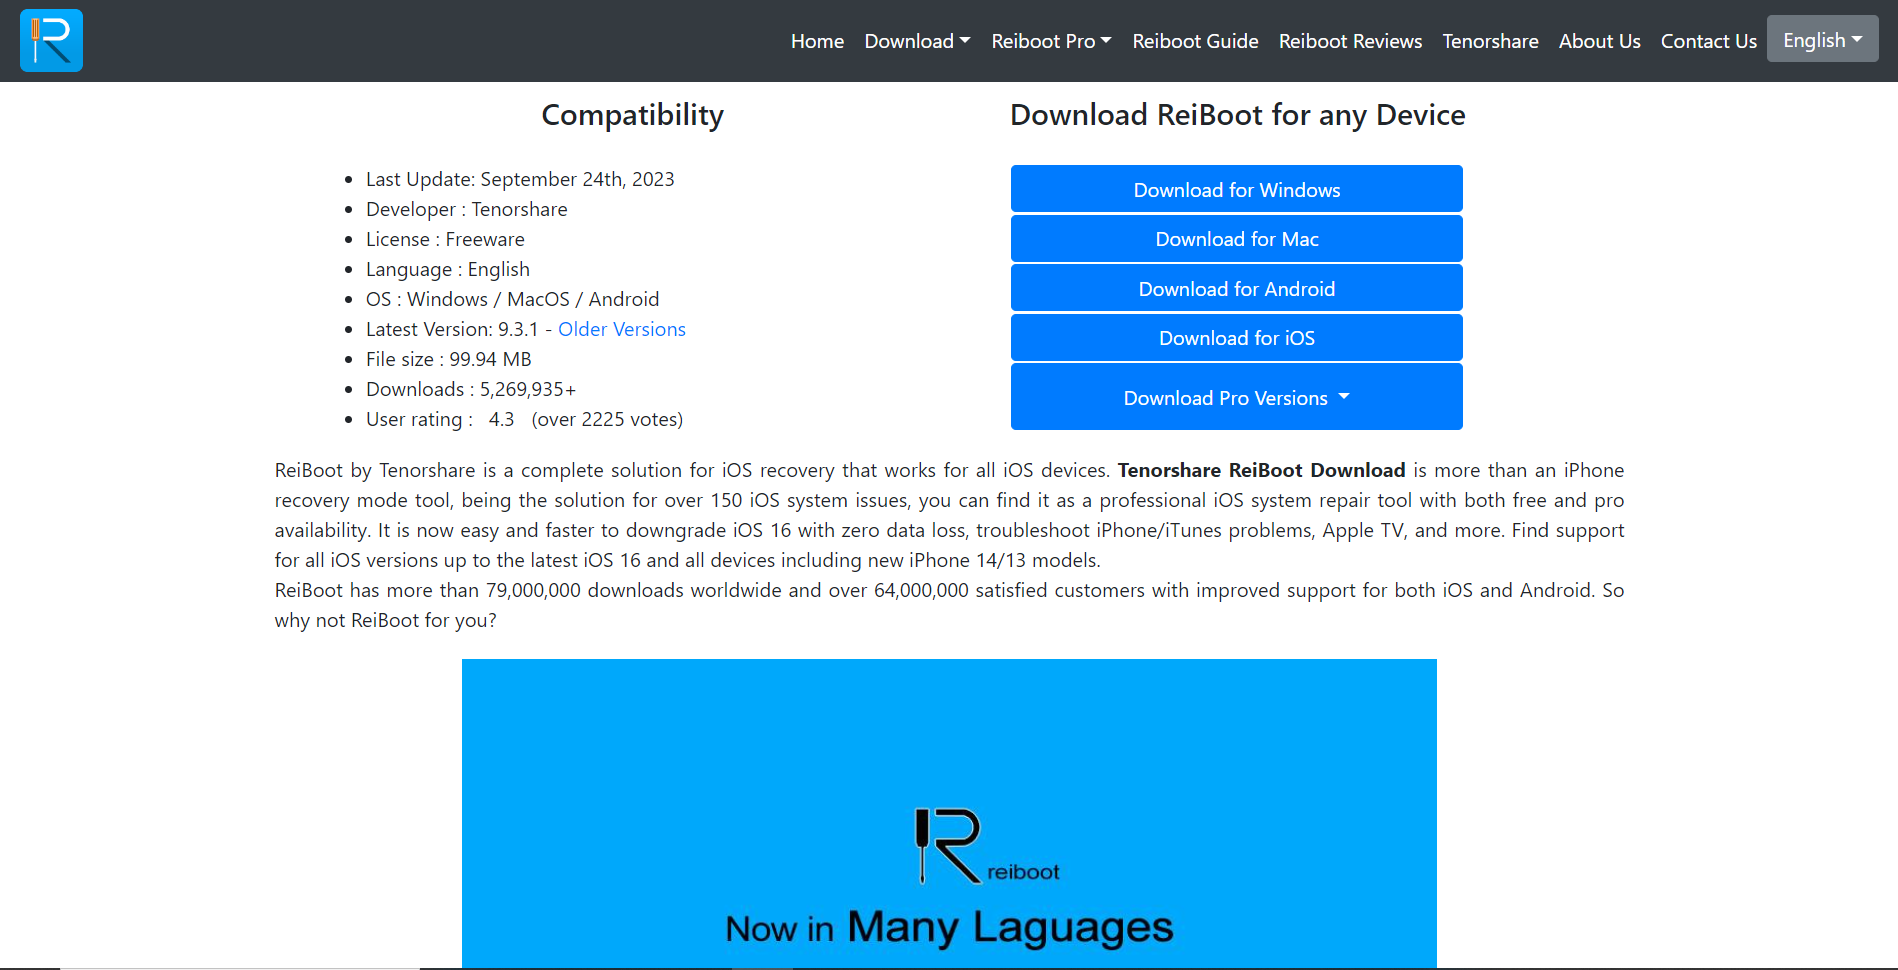 Home Download Reiboot Pro Reiboot Guide Reiboot Reviews Tenorshare About Us Contact Us English
Compatibility
Last Update: September 24th, 2023
Developer : Tenorshare
License : Freeware
Language : English
OS : Windows / MacOS / Android
Latest Version: 9.3.1 - Older Versions
File size : 99.94 MB
Downloads : 5,269,935+
User rating : 4.3 (over 2225 votes)
Download ReiBoot for any Device
Download for Windows
Download for Mac
Download for Android
Download for iOS
Download Pro Versions
ReiBoot by Tenorshare is a complete solution for iOS recovery that works for all iOS devices. Tenorshare ReiBoot Download is more than an iPhone
recovery mode tool, being the solution for over 150 iOS system issues, you can find it as a professional iOS system repair tool with both free and pro
availability. It is now easy and faster to downgrade iOS 16 with zero data loss, troubleshoot iPhone/iTunes problems, Apple TV, and more. Find support
for all iOS versions up to the latest iOS 16 and all devices including new iPhone 14/13 models.
ReiBoot has more than 79,000,000 downloads worldwide and over 64,000,000 satisfied customers with improved support for both iOS and Android. So
why not ReiBoot for you?
reiboot
Now in Many Laguages